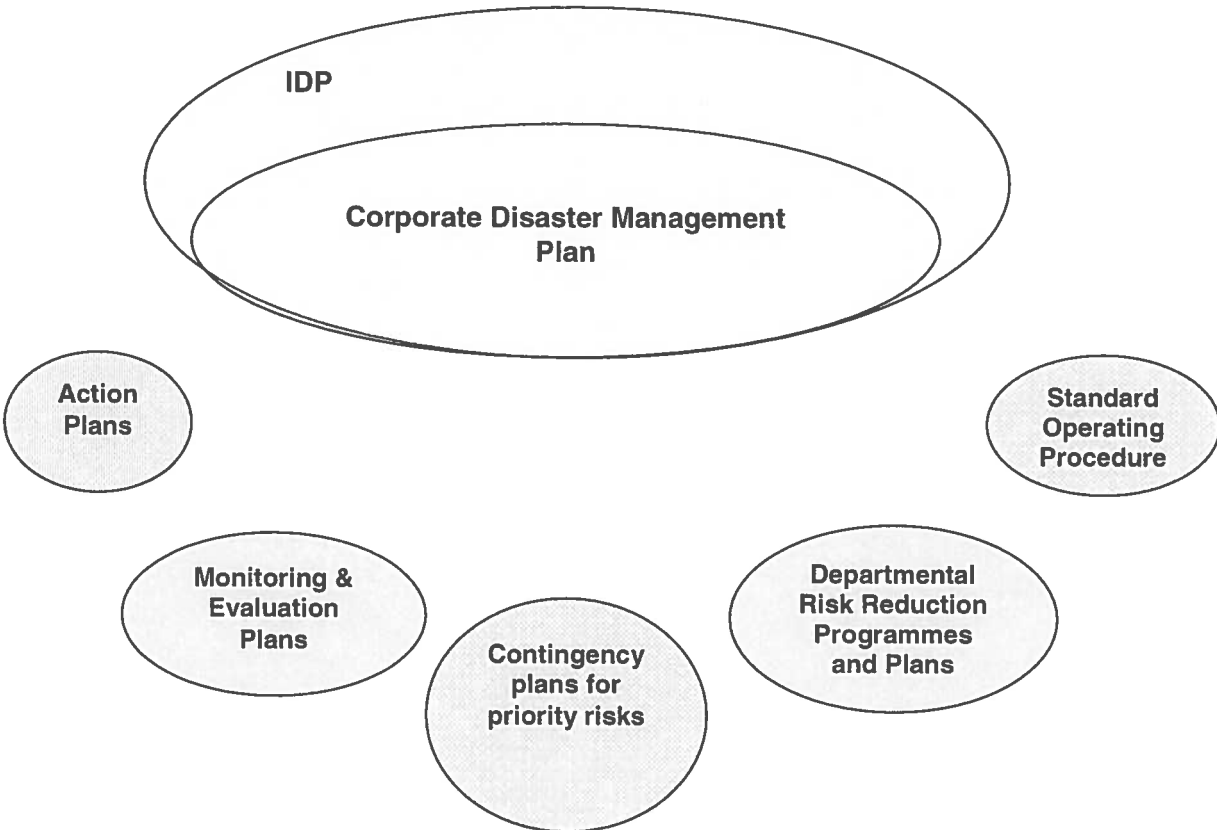 IDP
Corporate Disaster Management
Plan
Action
Plans
Standard
Operating
Procedure
Monitoring &
Evaluation
Plans
Departmental
Risk Reduction
Programmes
and Plans
Contingency
plans for
priority risks